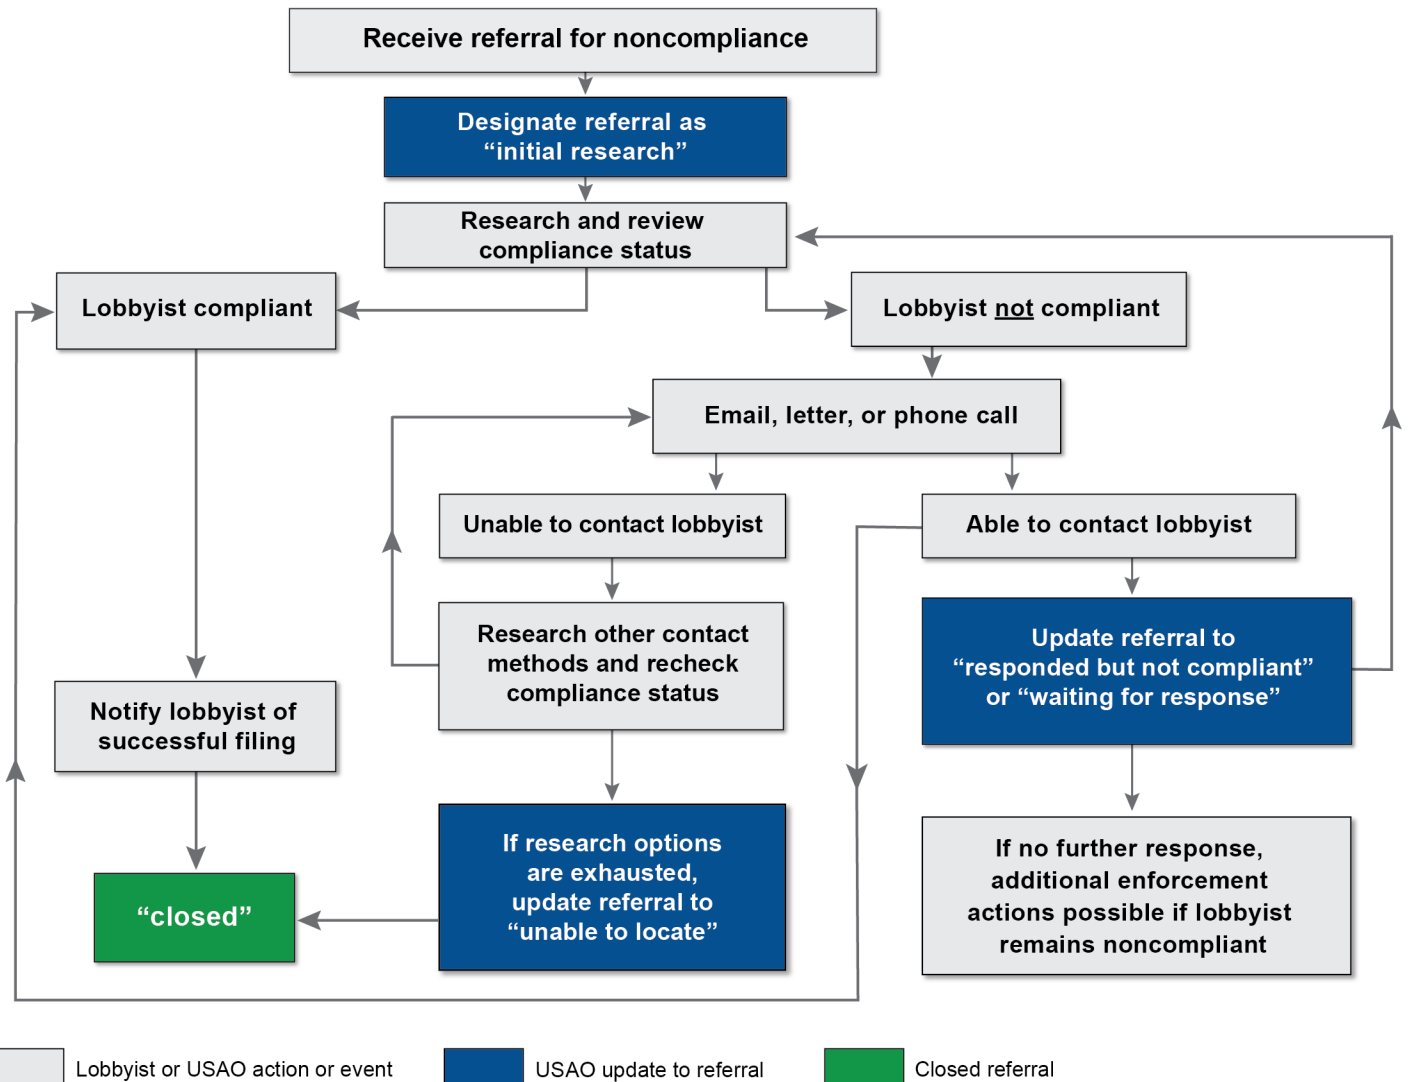 Receive referral for noncompliance
Designate referral as
“initial research”
Research and review
compliance status
Lobbyist compliant
Lobbyist not compliant
Email, letter, or phone call
Unable to contact lobbyist
Able to contact lobbyist
Research other contact
methods and recheck
compliance status
Update referral to
“responded but not compliant”
or “waiting for response”
Notify lobbyist of
successful filing
If research options
are exhausted,
update referral to
“unable to locate”
If no further response,
additional enforcement
actions possible if lobbyist
remains noncompliant
“closed”
Lobbyist or USAO action or event
USAO update to referral
Closed referral